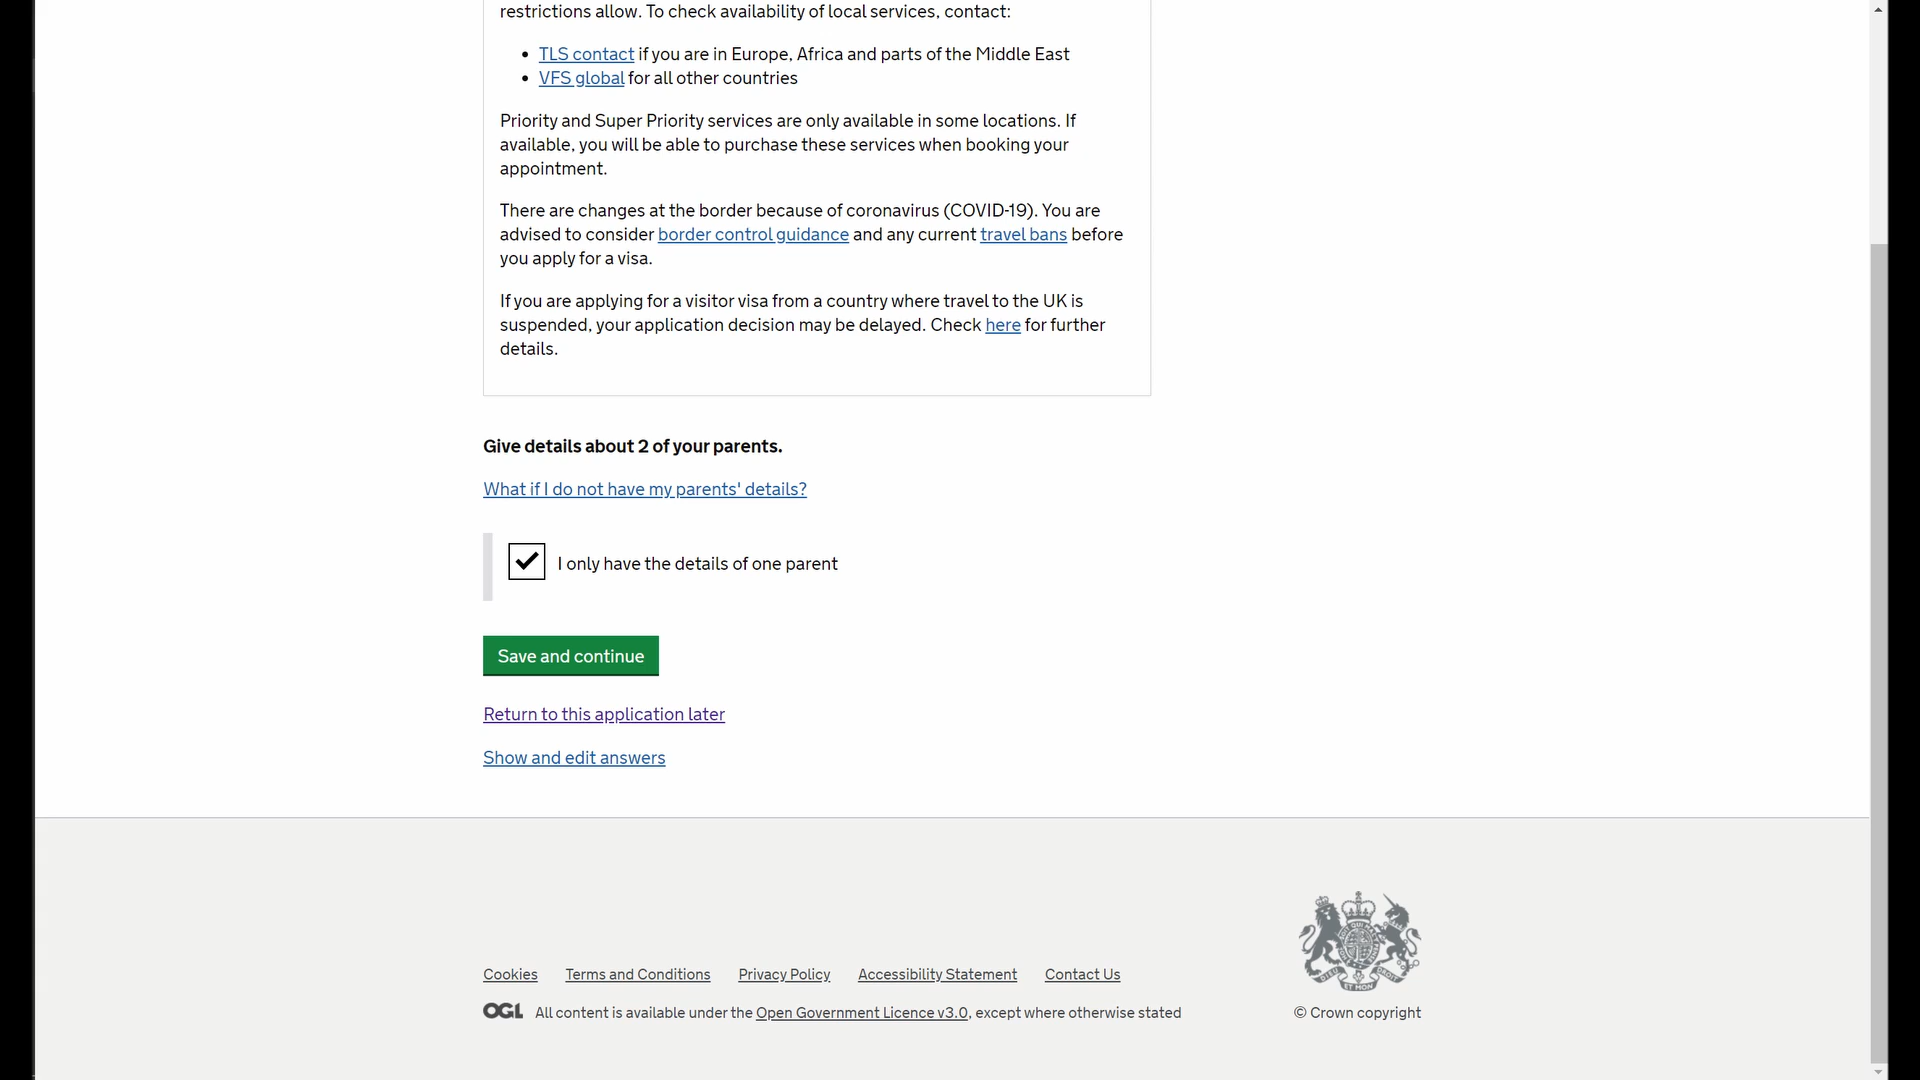 restrictions allow. To check availability of local services, contact:
• TLS contact if you are in Europe, Africa and parts of the Middle East
• VFS global for all other countries
Priority and Super Priority services are only available in some locations. If
available, you will be able to purchase these services when booking your
appointment.
There are changes at the border because of coronavirus (COVID-19). You are
advised to consider border control guidance and any current travel bans before
you apply for a visa.
If you are applying for a visitor visa from a country where travel to the UK is
suspended, your application decision may be delayed. Check here for further
details.
Give details about 2 of your parents.
What if I do not have my parents' details?
I only have the details of one parent
Save and continue
Return to this application later
Show and edit answers
Cookies Terms and Conditions Privacy Policy Accessibility Statement Contact Us
OGL All content is available under the Open Government Licence v3.0, except where otherwise stated
© Crown copyright